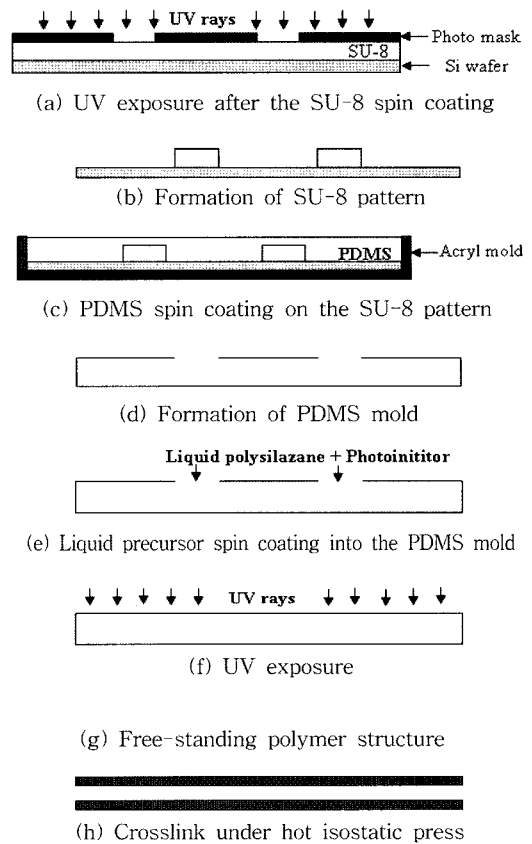 UV rays
Photo mask
SU-8
Si wafer
(a) UV exposure after the SU-8 spin coating
(b) Formation of SU-8 pattern
PDMS
Acryl mold
(c) PDMS spin coating on the SU-8 pattern
(d) Formation of PDMS mold
Liquid polysilazane + Photoinititor
(e) Liquid precursor spin coating into the PDMS mold
UV rays
(f) UV exposure
(g) Free-standing polymer structure
(h) Crosslink under hot isostatic press